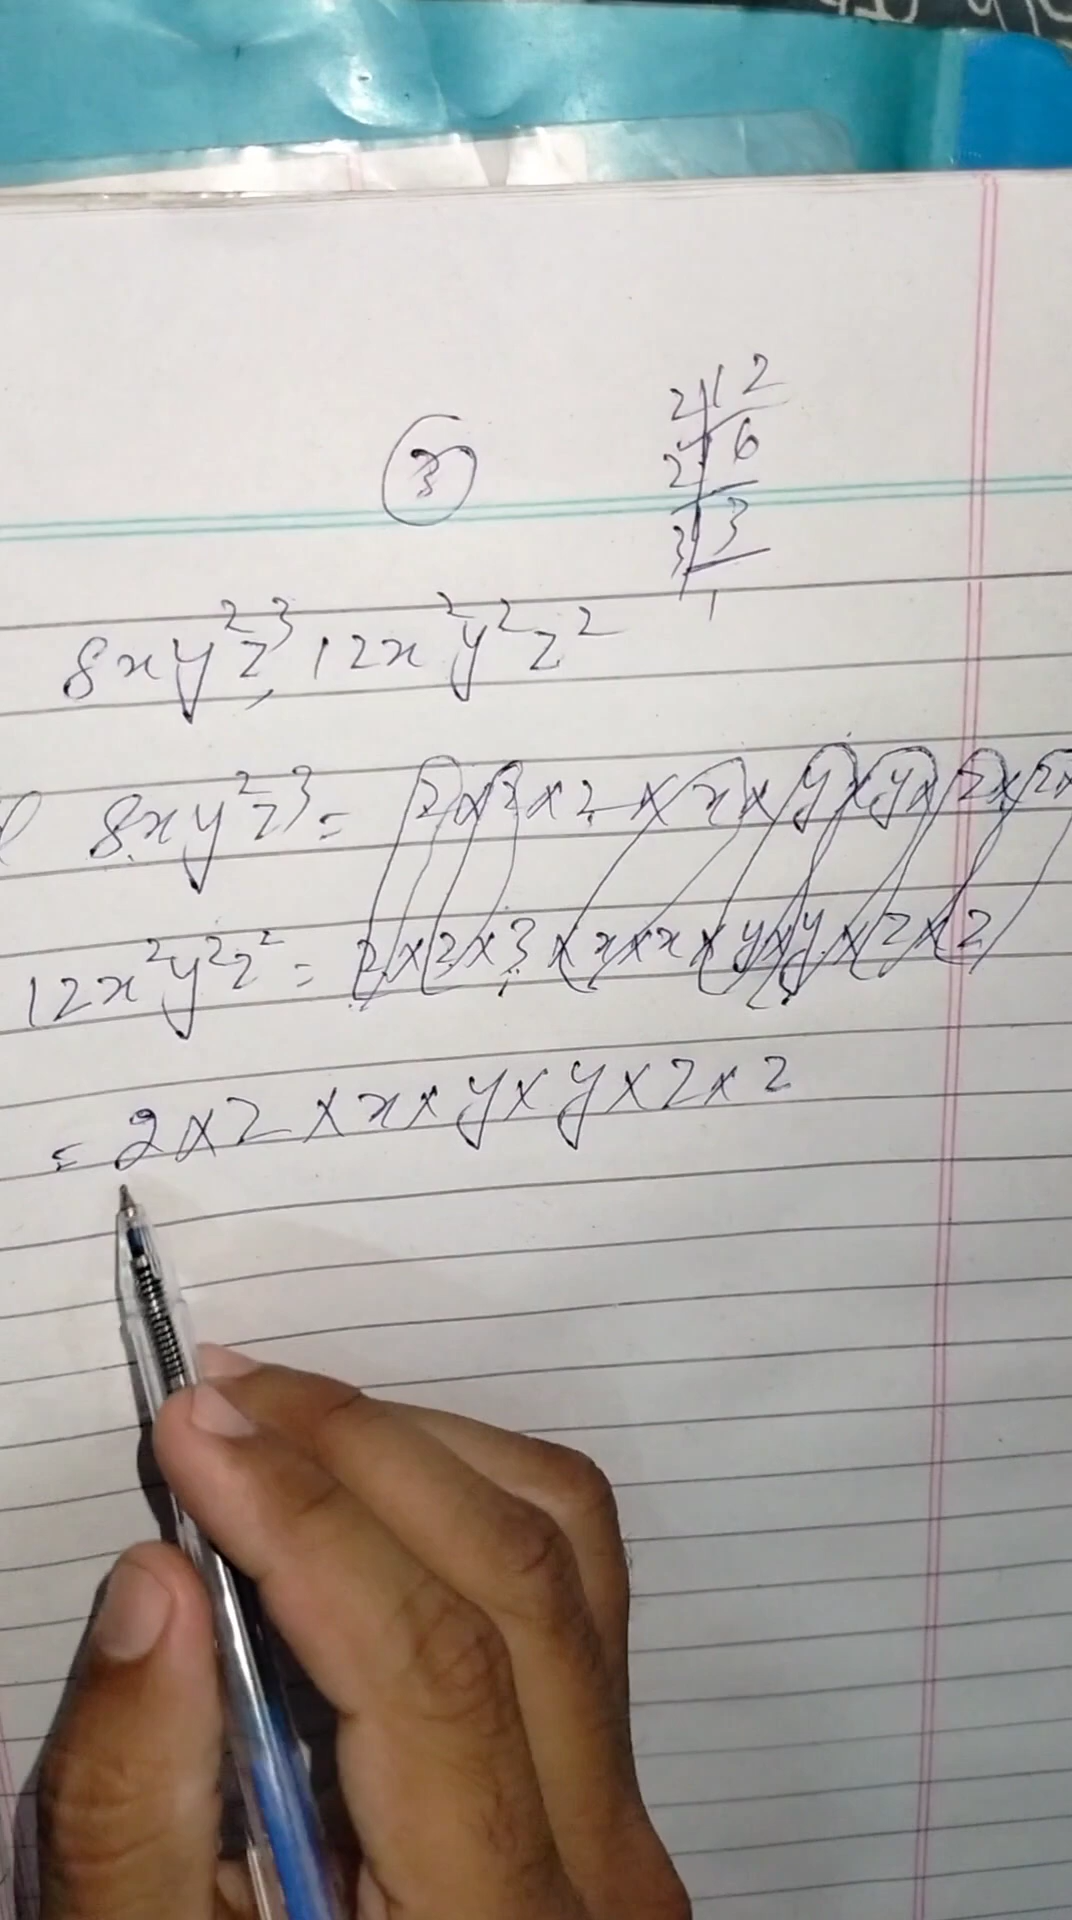 ③
2 | 12
2 | 6
3 | 3
1
8xy²z³, 12x²y²z²
8xy²z³ = 2 × 2 × 2 × x × y × y × z × z ×
12x²y²z² = 2 × 2 × 3 × x × x × y × y × z × z
= 2 × 2 × x × y × y × z × z